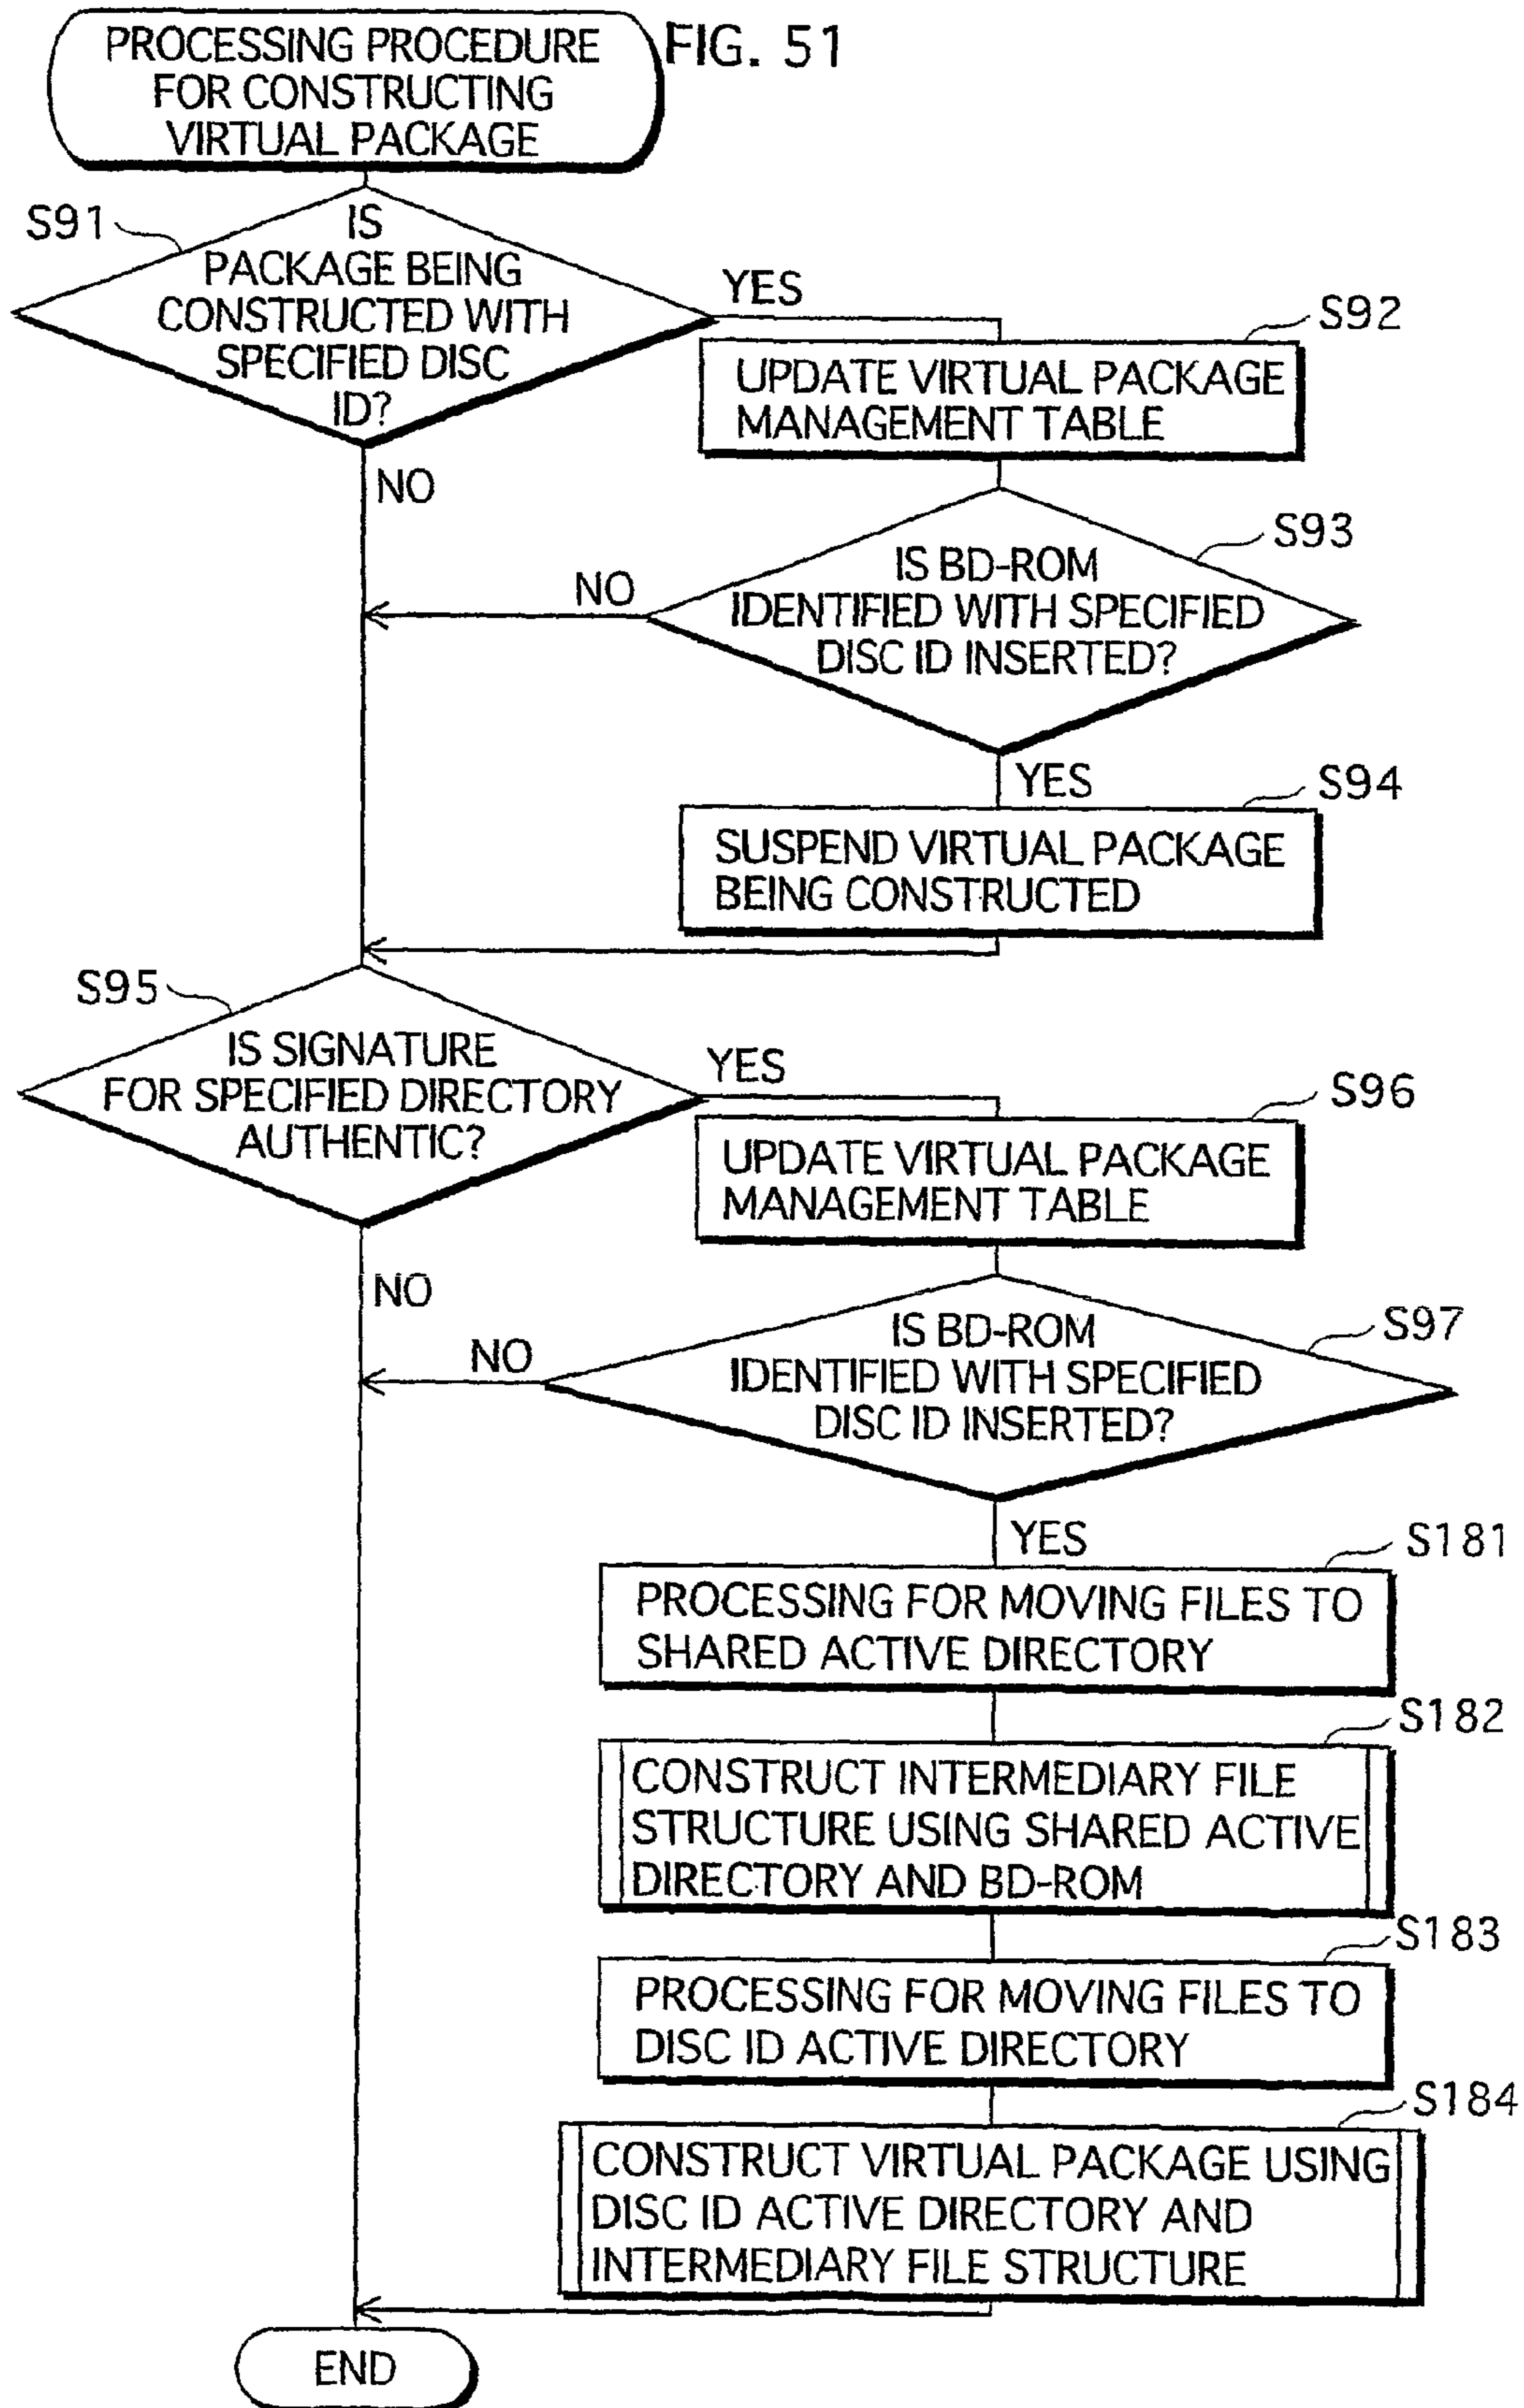 FIG. 51
PROCESSING PROCEDURE
FOR CONSTRUCTING
VIRTUAL PACKAGE
S91
IS
PACKAGE BEING
CONSTRUCTED WITH
SPECIFIED DISC
ID?
YES
NO
S92
UPDATE VIRTUAL PACKAGE
MANAGEMENT TABLE
S93
IS BD-ROM
IDENTIFIED WITH SPECIFIED
DISC ID INSERTED?
NO
YES
S94
SUSPEND VIRTUAL PACKAGE
BEING CONSTRUCTED
S95
IS SIGNATURE
FOR SPECIFIED DIRECTORY
AUTHENTIC?
YES
NO
S96
UPDATE VIRTUAL PACKAGE
MANAGEMENT TABLE
S97
IS BD-ROM
IDENTIFIED WITH SPECIFIED
DISC ID INSERTED?
NO
YES
S181
PROCESSING FOR MOVING FILES TO
SHARED ACTIVE DIRECTORY
S182
CONSTRUCT INTERMEDIARY FILE
STRUCTURE USING SHARED ACTIVE
DIRECTORY AND BD-ROM
S183
PROCESSING FOR MOVING FILES TO
DISC ID ACTIVE DIRECTORY
S184
CONSTRUCT VIRTUAL PACKAGE USING
DISC ID ACTIVE DIRECTORY AND
INTERMEDIARY FILE STRUCTURE
END